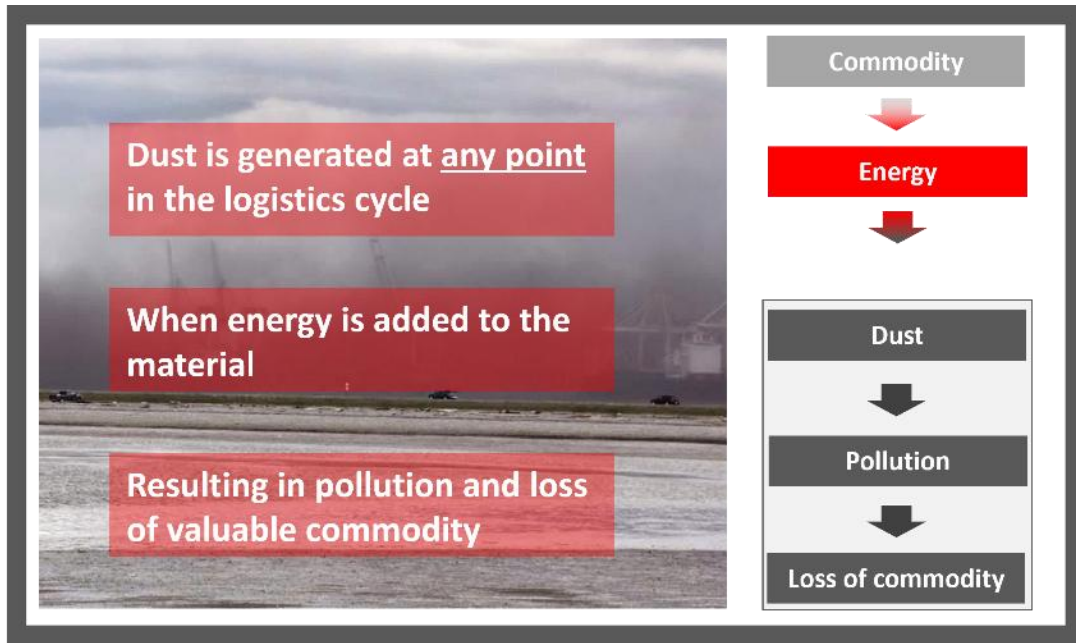 Dust is generated at any point
in the logistics cycle
When energy is added to the
material
Resulting in pollution and loss
of valuable commodity
Commodity
Energy
Dust
Pollution
Loss of commodity